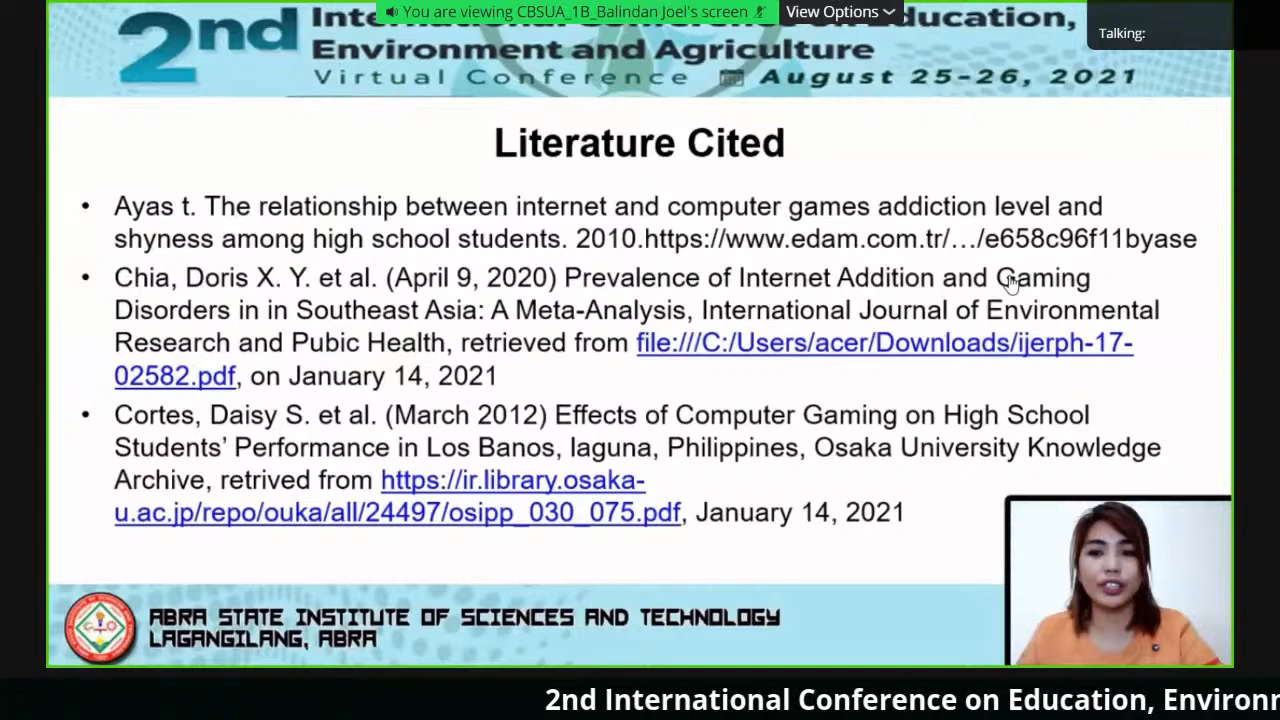 You are viewing CBSUA_1B_Balindan Joel's screen
View Options
Talking:
2nd
Education,
Environment and Agriculture
Virtual Conference August 25-26, 2021
Literature Cited
• Ayas t. The relationship between internet and computer games addiction level and
shyness among high school students. 2010.https://www.edam.com.tr/…/e658c96f11byase
• Chia, Doris X. Y. et al. (April 9, 2020) Prevalence of Internet Addition and Gaming
Disorders in in Southeast Asia: A Meta-Analysis, International Journal of Environmental
Research and Pubic Health, retrieved from file:///C:/Users/acer/Downloads/ijerph-17-
02582.pdf, on January 14, 2021
• Cortes, Daisy S. et al. (March 2012) Effects of Computer Gaming on High School
Students’ Performance in Los Banos, laguna, Philippines, Osaka University Knowledge
Archive, retrived from https://ir.library.osaka-
u.ac.jp/repo/ouka/all/24497/osipp_030_075.pdf, January 14, 2021
ABRA STATE INSTITUTE OF SCIENCES AND TECHNOLOGY
LAGANGILANG, ABRA
2nd International Conference on Education, Environ